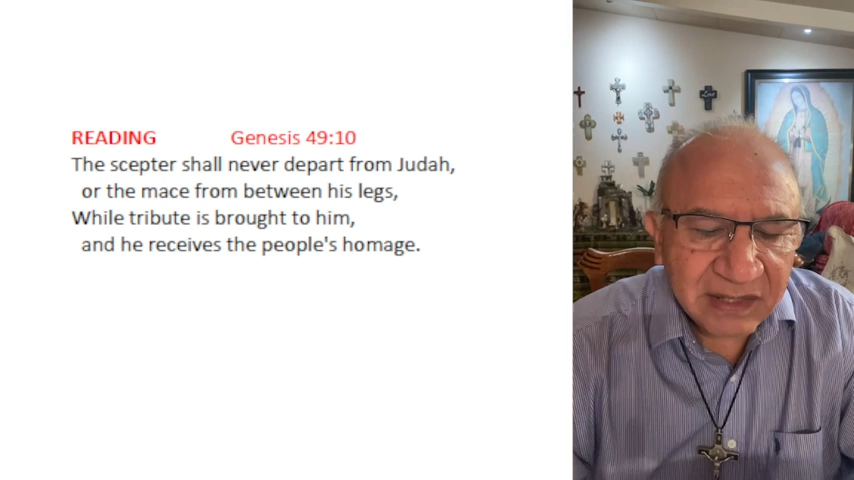 READING Genesis 49:10
The scepter shall never depart from Judah,
or the mace from between his legs,
While tribute is brought to him,
and he receives the people's homage.